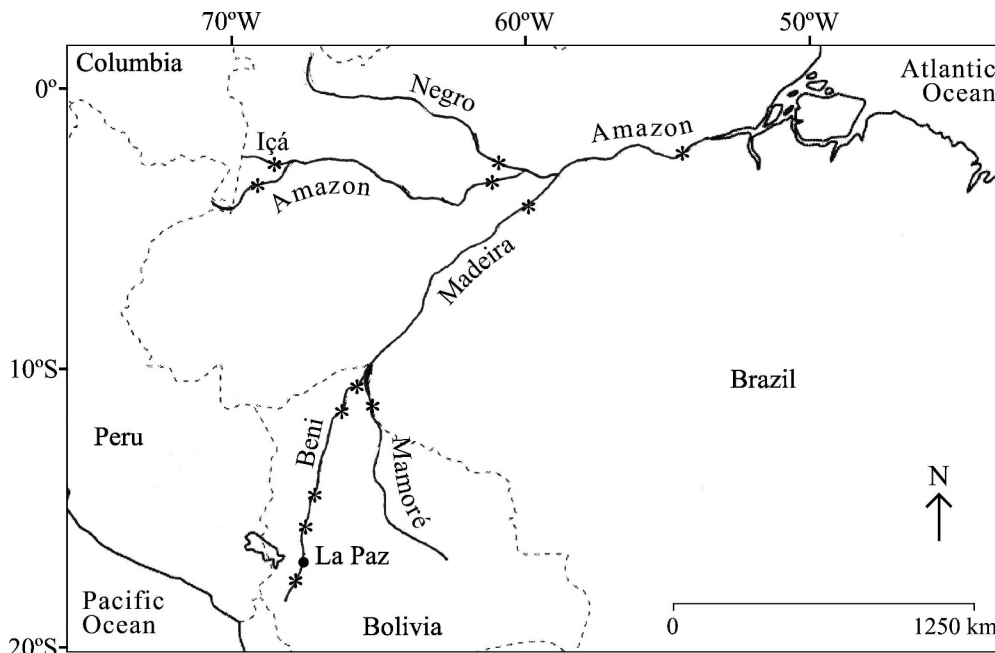 70ºW
60ºW
50ºW
Columbia
Atlantic
Ocean
0º
Negro
Amazon
Içá
Amazon
Madeira
10ºS
Brazil
Peru
Beni
Mamoré
N
La Paz
Pacific
Ocean
Bolivia
0
1250 km
20ºS